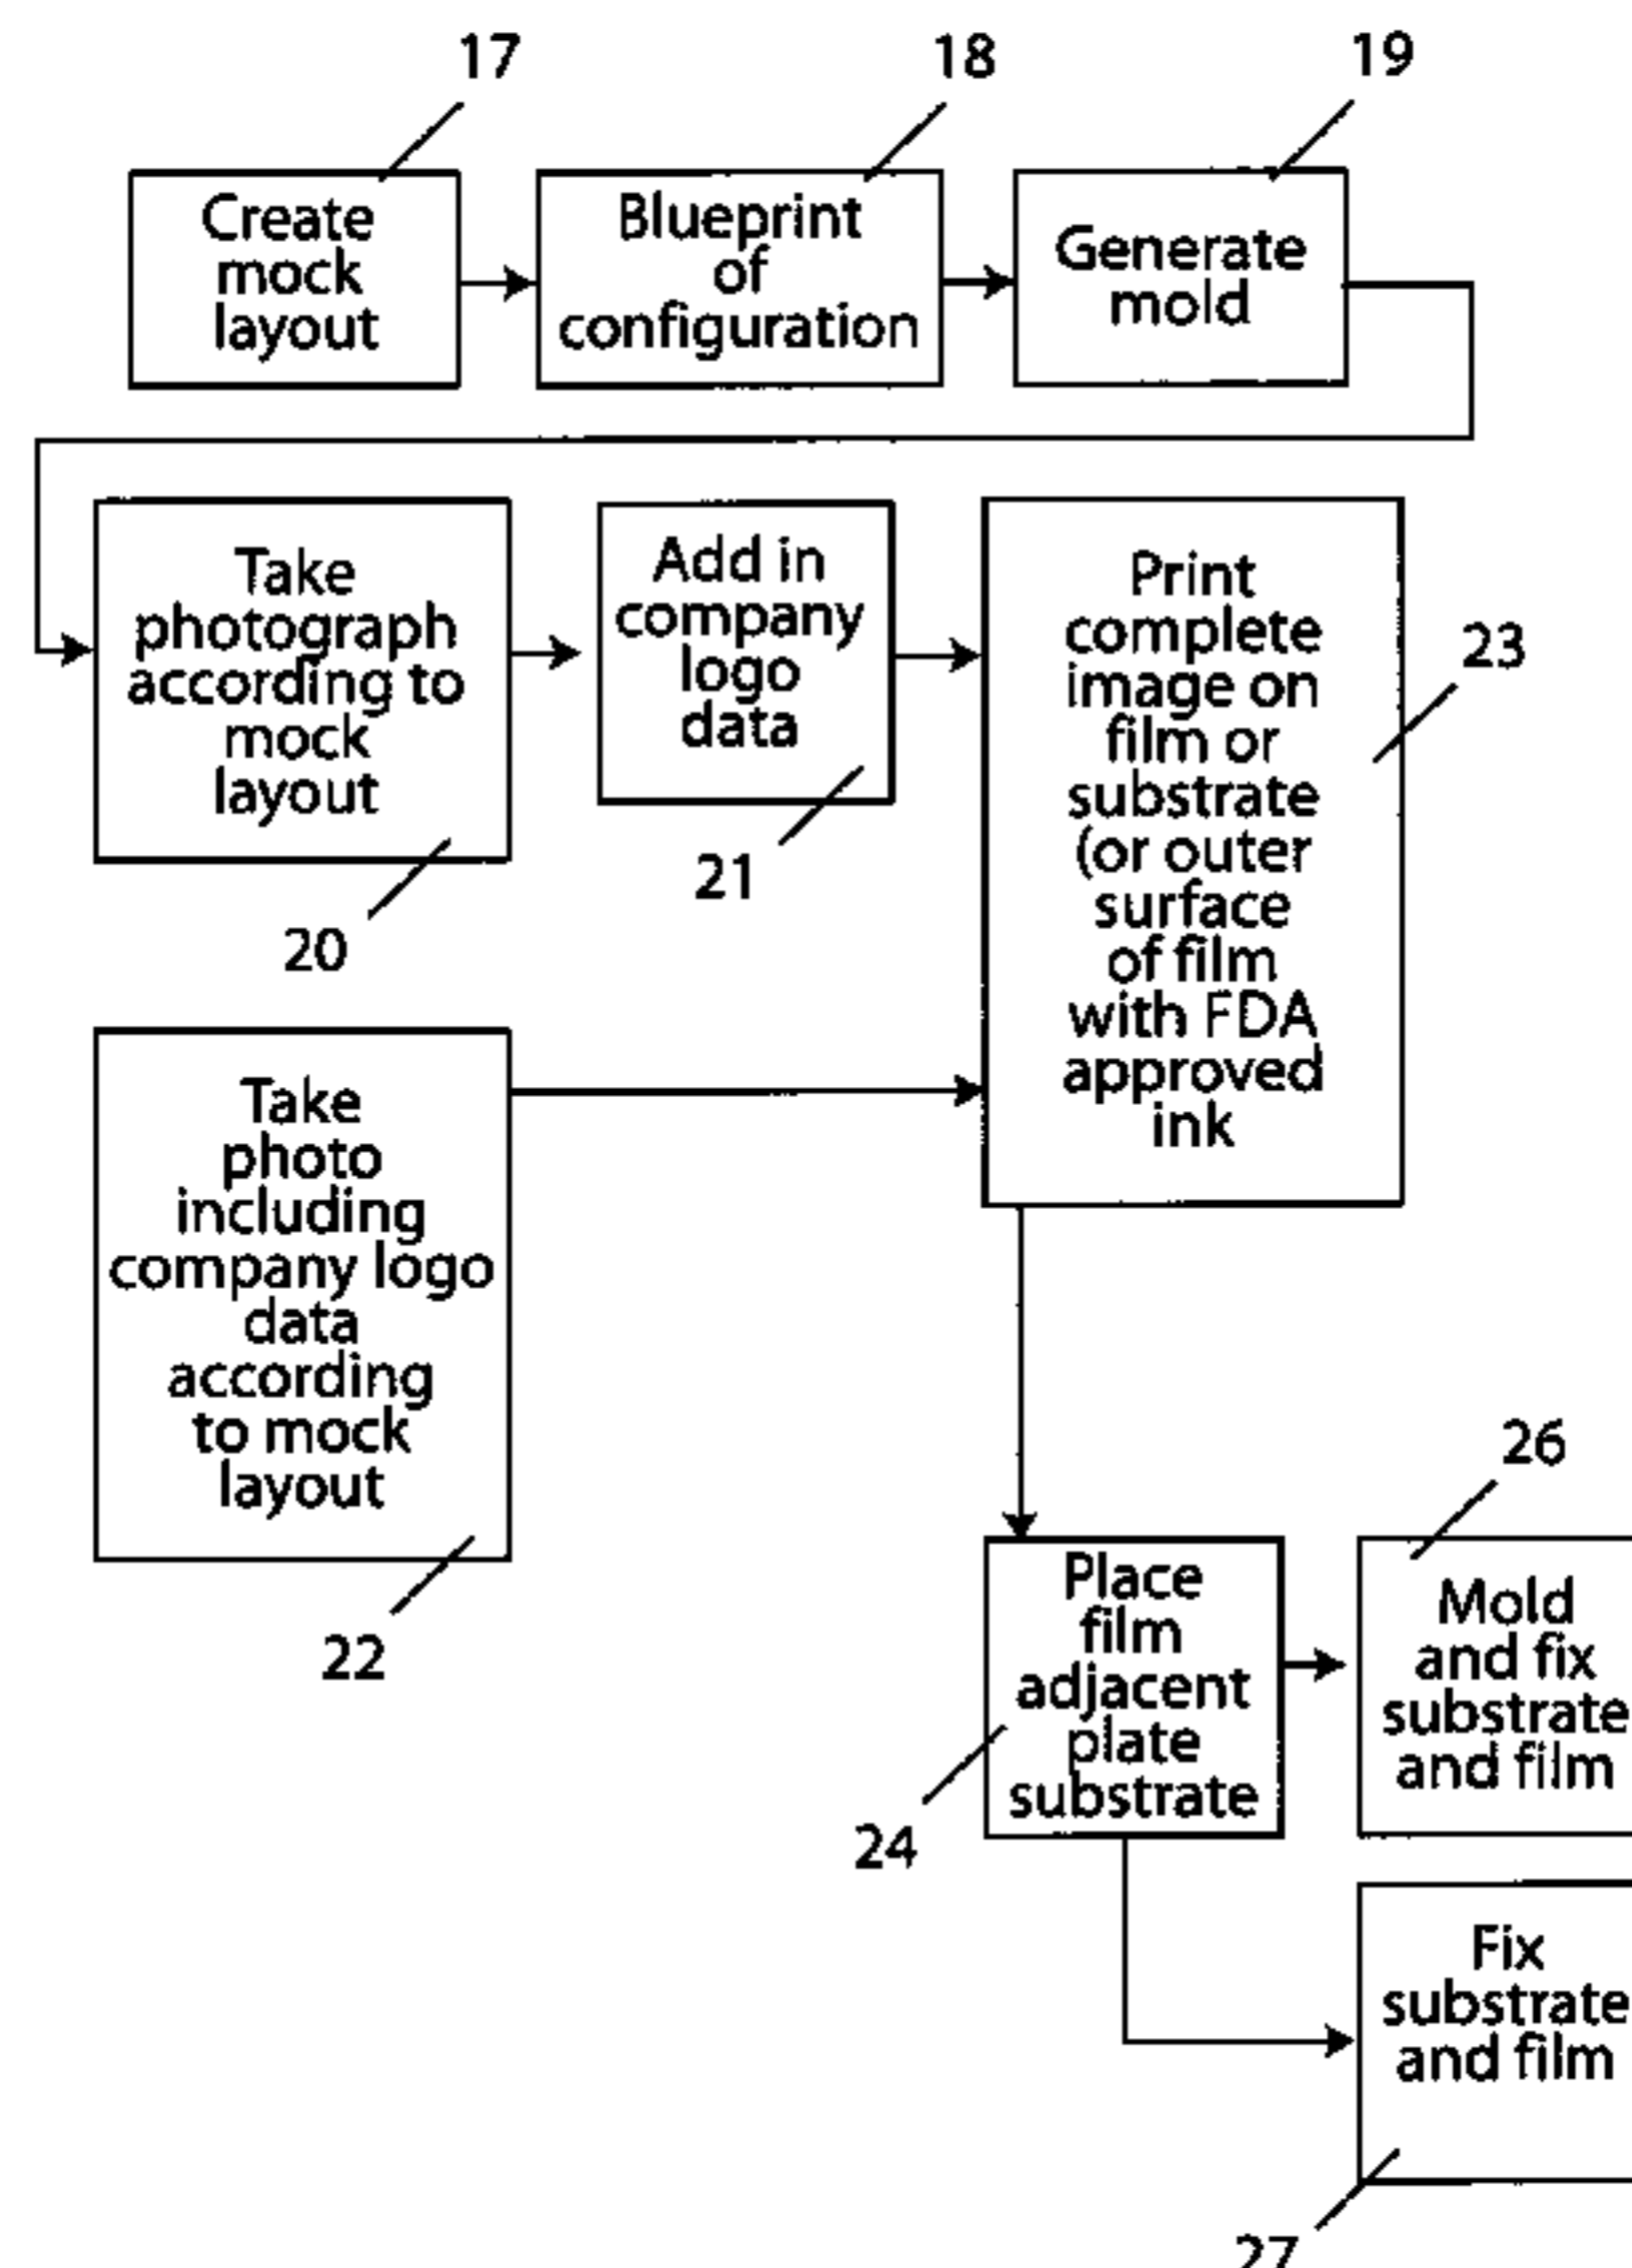 17
18
19
Create
mock
layout
Blueprint
of
configuration
Generate
mold
Take
photograph
according to
mock
layout
20
Add in
company
logo
data
21
Print
complete
image on
film or
substrate
(or outer
surface
of film
with FDA
approved
ink
23
Take
photo
including
company logo
data
according
to mock
layout
22
Place
film
adjacent
plate
substrate
24
26
Mold
and fix
substrate
and film
Fix
substrate
and film
27